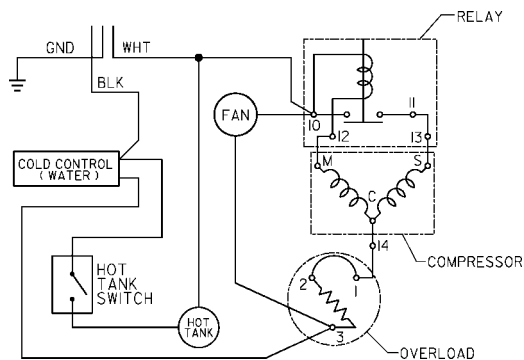 RELAY
GND
WHT
BLK
FAN
10
11
12
13
COLD CONTROL
(WATER)
M
S
C
14
COMPRESSOR
HOT
TANK
SWITCH
2
1
HOT
TANK
3
OVERLOAD